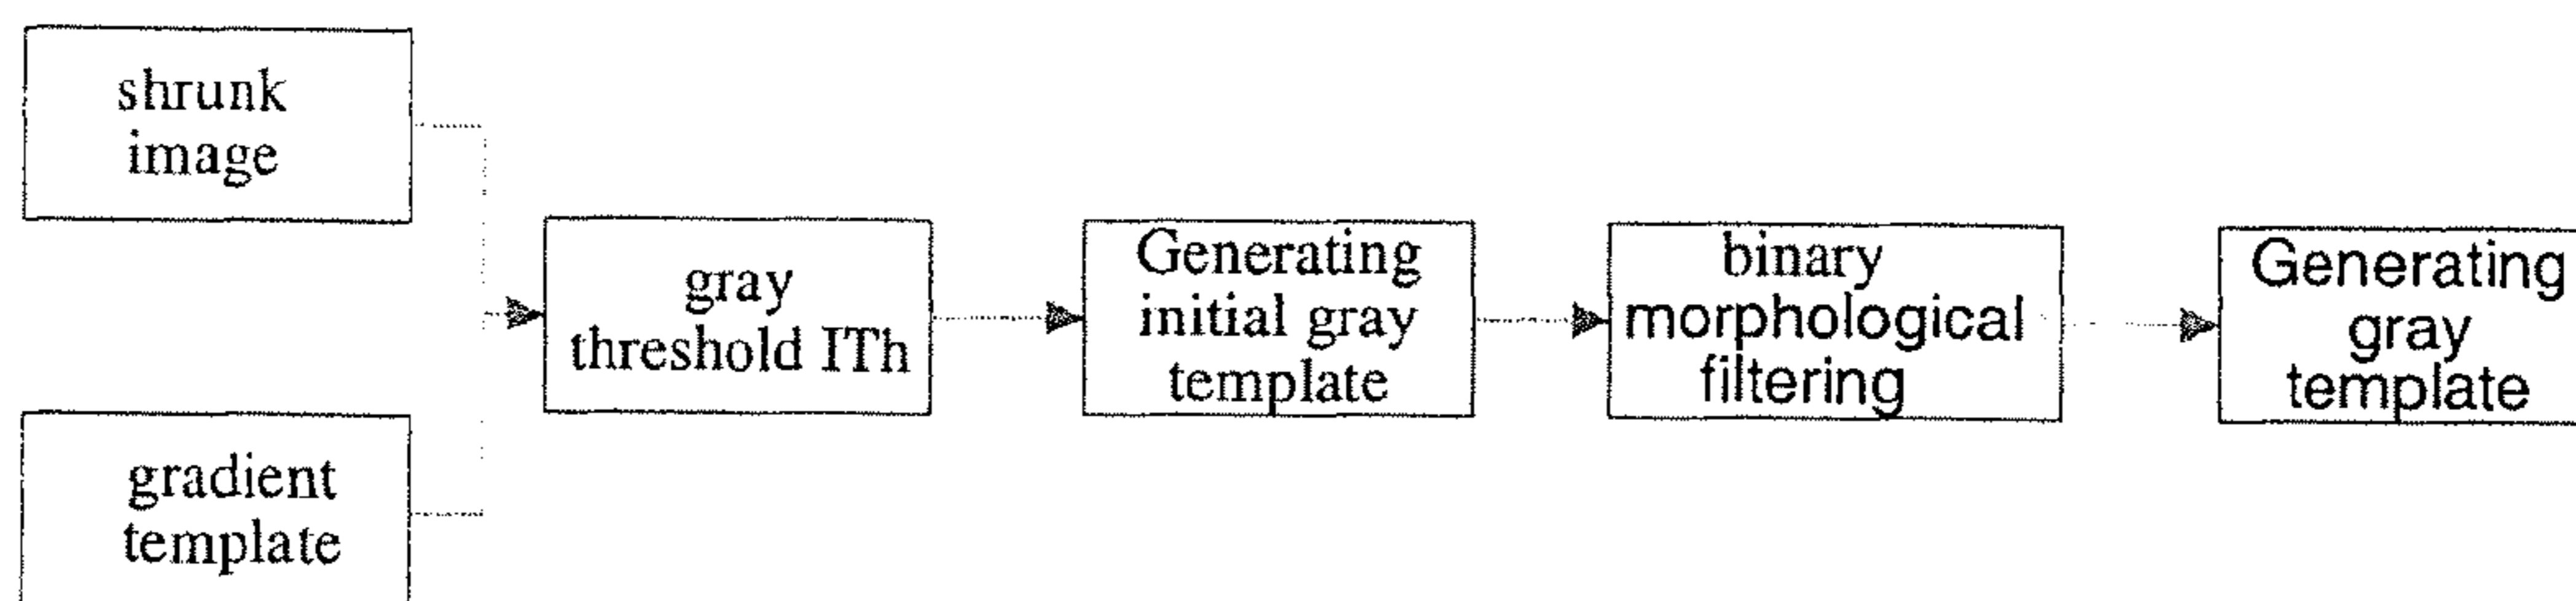 shrunk
image
gradient
template
gray
threshold ITh
Generating
initial gray
template
binary
morphological
filtering
Generating
gray
template